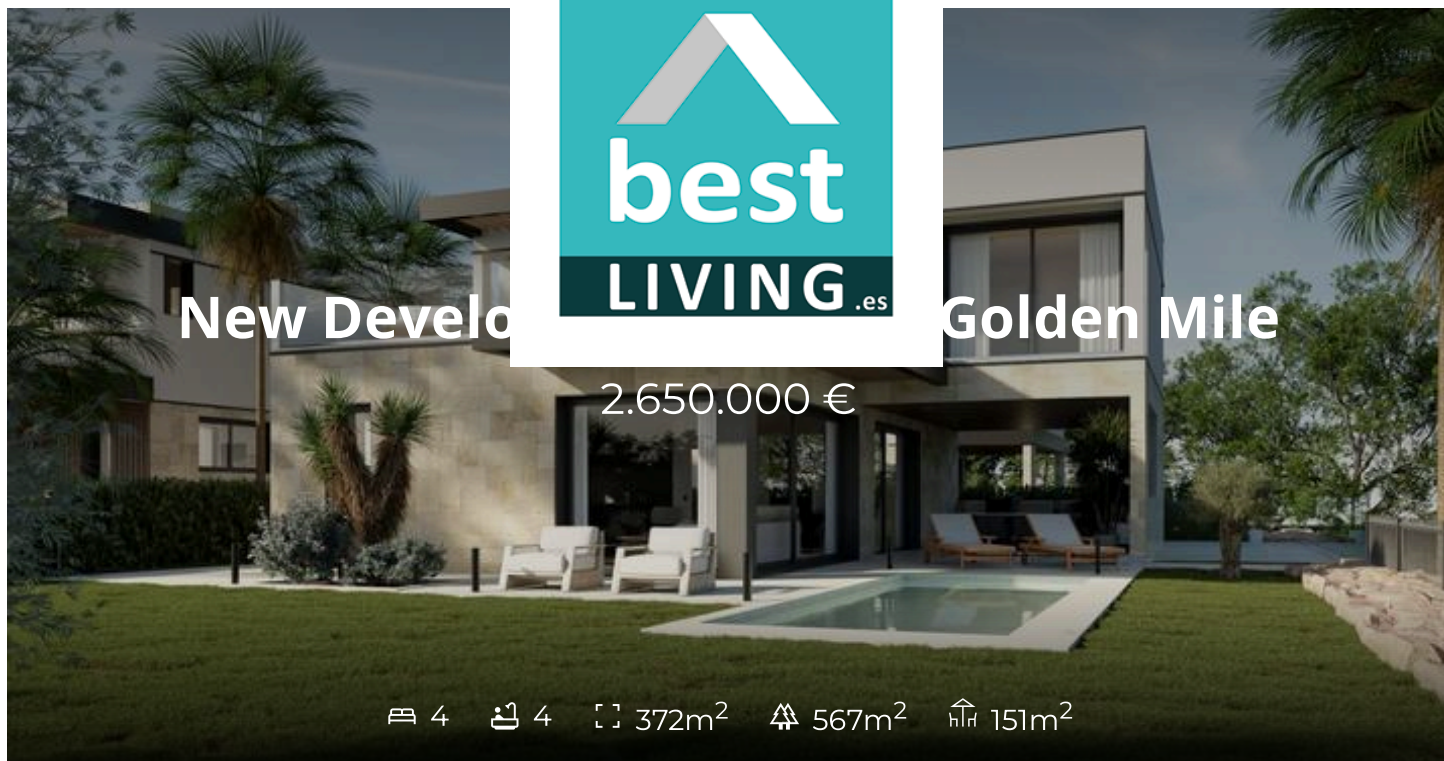 best
LIVING.es
New Develo Golden Mile
2.650.000 €
4 4 372m² 567m² 151m²